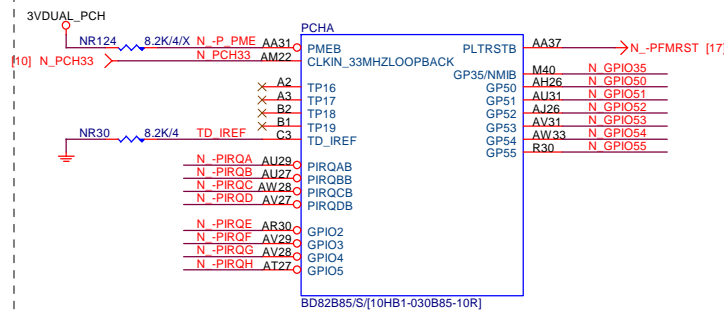 3VDUAL_PCH
PCHA
NR124 8.2K/4/X N_-P_PME AA31 PMEB PLTRSTB AA37 N_-PFMRST [17]
[10] N_PCH33 N_PCH33 AM22 CLKIN_33MHZLOOPBACK
GP35/NMIB M40 N_GPIO35
A2 TP16 GP50 AH26 N_GPIO50
A3 TP17 GP51 AU31 N_GPIO51
B2 TP18 GP52 AJ26 N_GPIO52
B1 TP19 GP53 AV31 N_GPIO53
NR30 8.2K/4 TD_IREF C3 TD_IREF GP54 AW33 N_GPIO54
GP55 R30 N_GPIO55
N_-PIRQA AU29 PIRQAB
N_-PIRQB AU27 PIRQBB
N_-PIRQC AW28 PIRQCB
N_-PIRQD AV27 PIRQDB
N_-PIRQE AR30 GPIO2
N_-PIRQF AV29 GPIO3
N_-PIRQG AV28 GPIO4
N_-PIRQH AT27 GPIO5
BD82B85/S/[10HB1-030B85-10R]